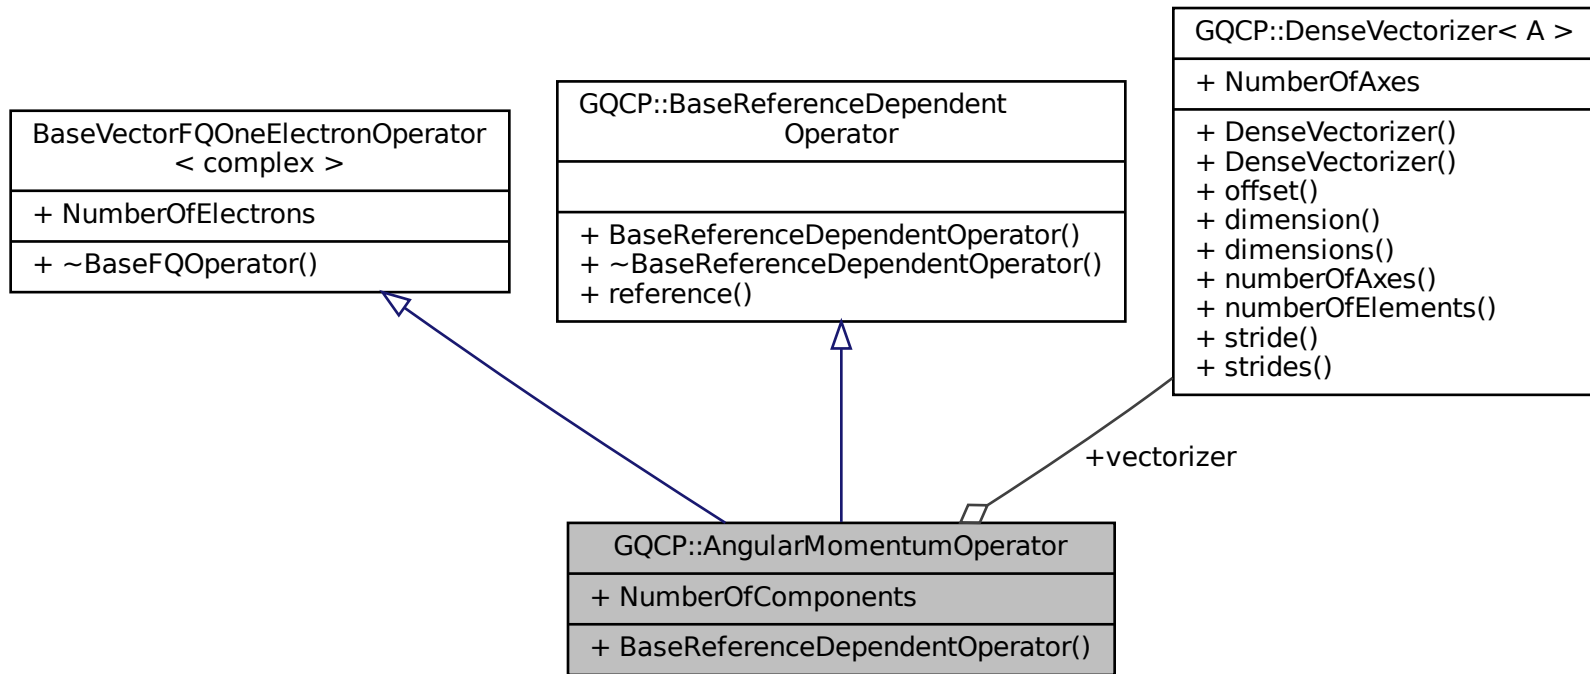 BaseVectorFQOneElectronOperator
< complex >
+ NumberOfElectrons
+ ~BaseFQOperator()
GQCP::BaseReferenceDependent
Operator
+ BaseReferenceDependentOperator()
+ ~BaseReferenceDependentOperator()
+ reference()
GQCP::DenseVectorizer< A >
+ NumberOfAxes
+ DenseVectorizer()
+ DenseVectorizer()
+ offset()
+ dimension()
+ dimensions()
+ numberOfAxes()
+ numberOfElements()
+ stride()
+ strides()
+vectorizer
GQCP::AngularMomentumOperator
+ NumberOfComponents
+ BaseReferenceDependentOperator()